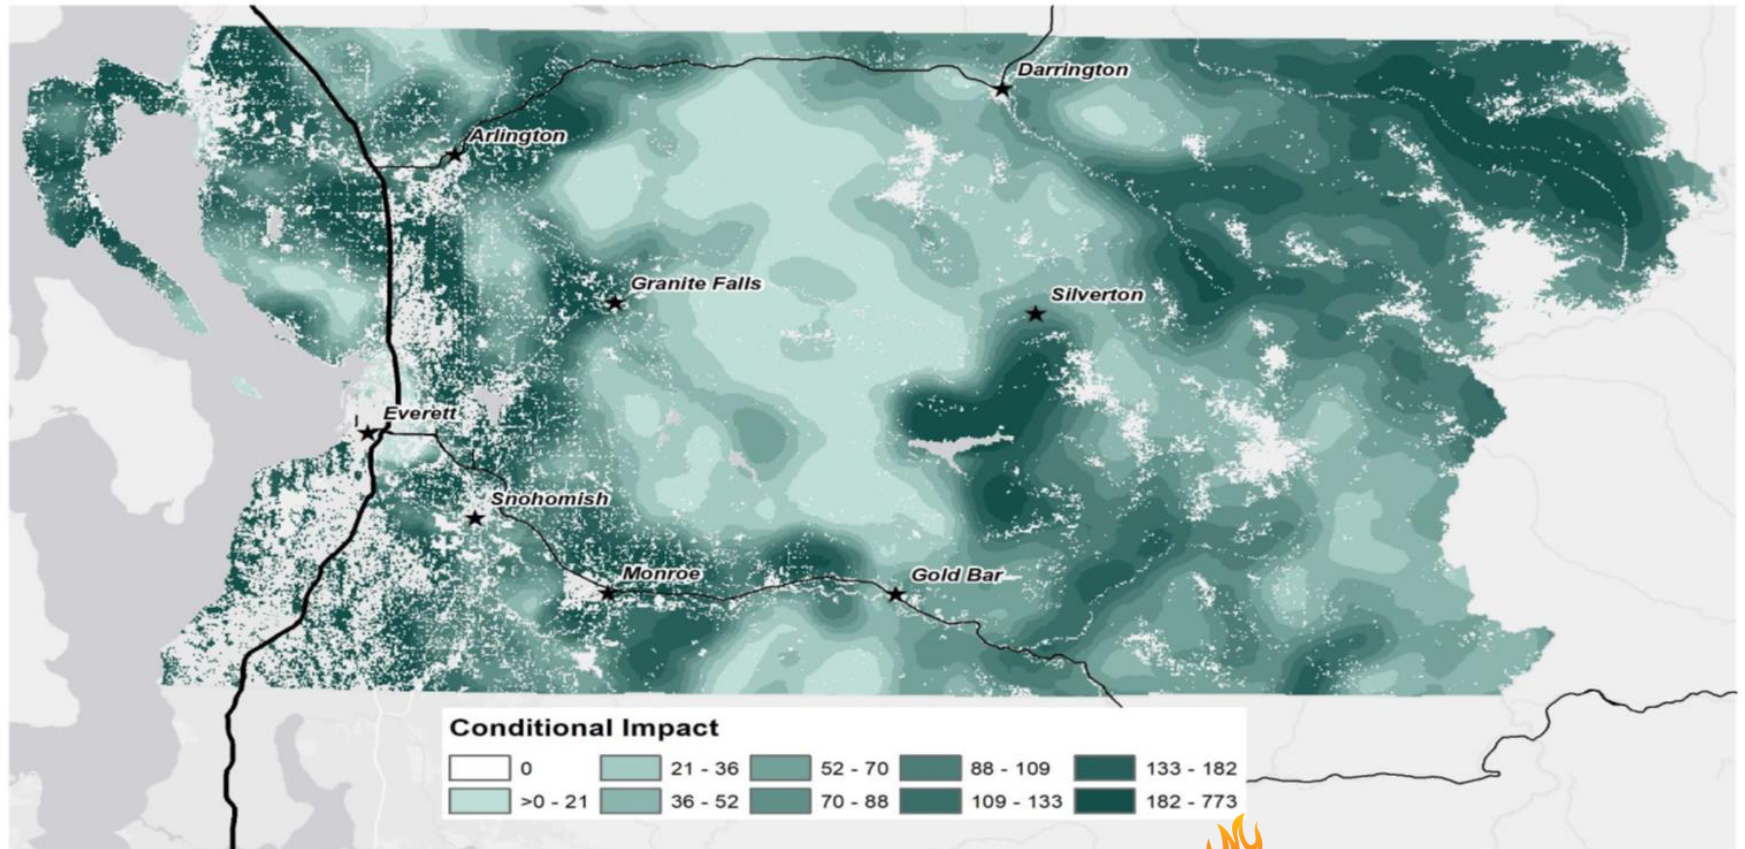 Darrington
Arlington
Granite Falls
Silverton
Everett
Snohomish
Monroe
Gold Bar
Conditional Impact
0
21 - 36
52 - 70
88 - 109
133 - 182
>0 - 21
36 - 52
70 - 88
109 - 133
182 - 773